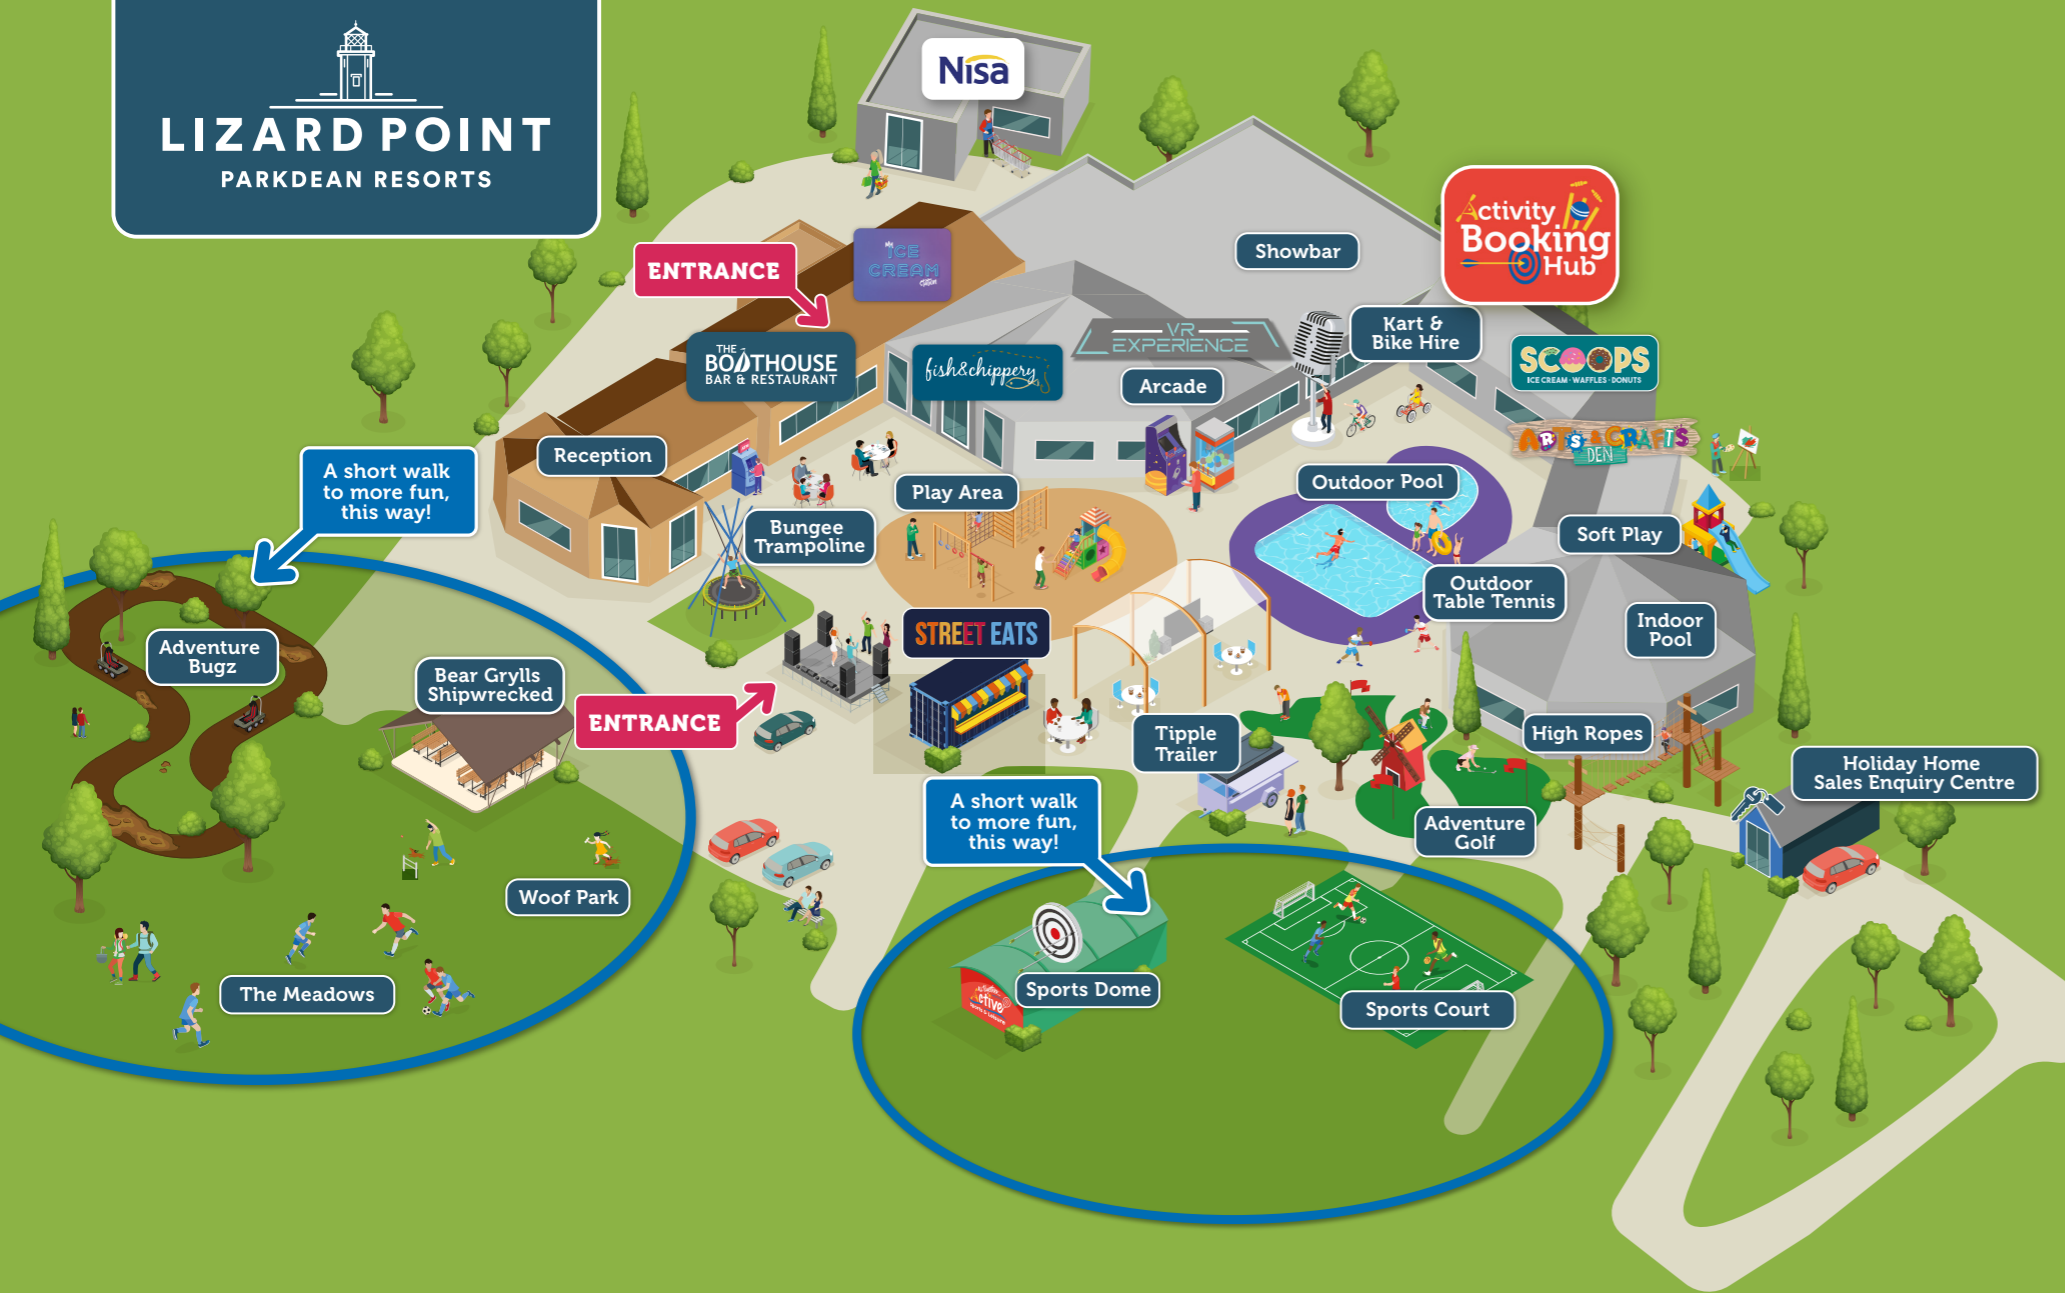 LIZARD POINT
PARKDEAN RESORTS
Nisa
ENTRANCE
MY
ICE
CREAM
Station
Showbar
Activity
Booking
Hub
THE
BOATHOUSE
BAR & RESTAURANT
fish&chippery
VR
EXPERIENCE
Arcade
Kart &
Bike Hire
SCOOPS
ICE CREAM · WAFFLES · DONUTS
ARTS & CRAFTS
DEN
Reception
A short walk
to more fun,
this way!
Play Area
Outdoor Pool
Bungee
Trampoline
Soft Play
Outdoor
Table Tennis
Indoor
Pool
STREET EATS
Adventure
Bugz
Bear Grylls
Shipwrecked
ENTRANCE
Tipple
Trailer
High Ropes
Holiday Home
Sales Enquiry Centre
A short walk
to more fun,
this way!
Adventure
Golf
Woof Park
The Meadows
Sports Dome
Active
Sports Court